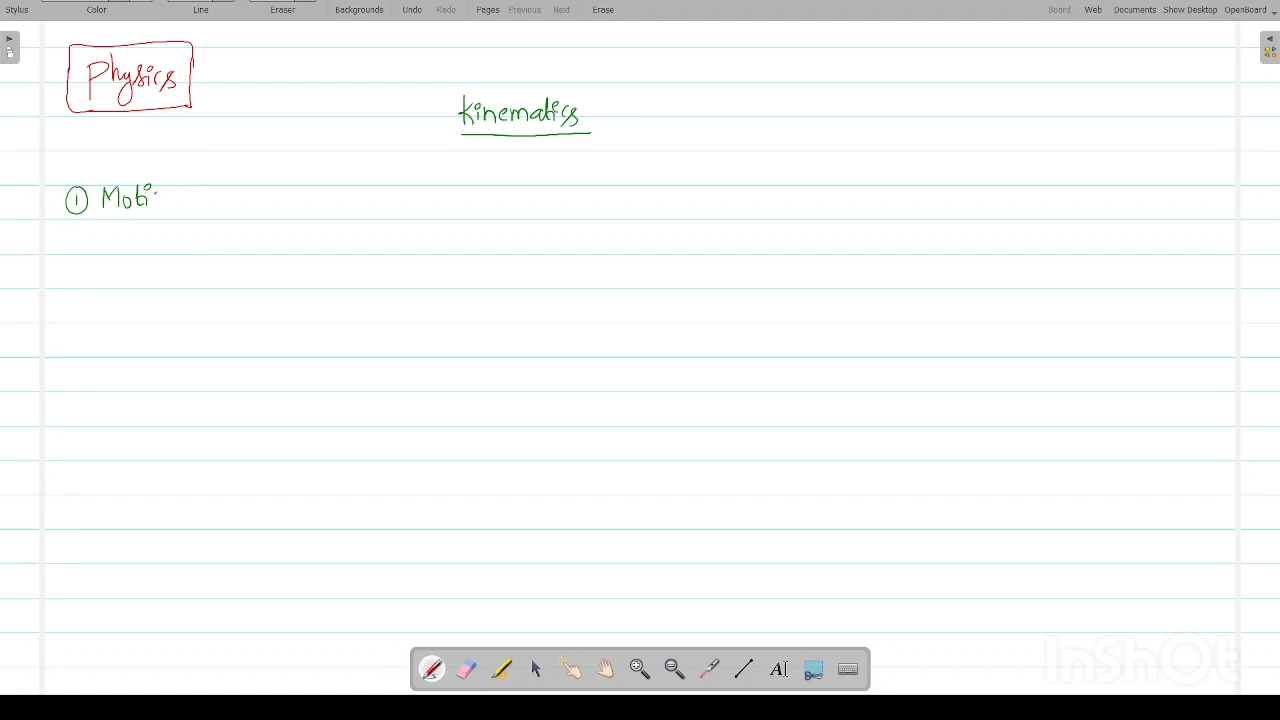 Stylus Color Line Eraser Backgrounds Undo Redo Pages Previous Next Erase Board Web Documents Show Desktop OpenBoard
Physics
Kinematics
① Moti
AI
InShOt